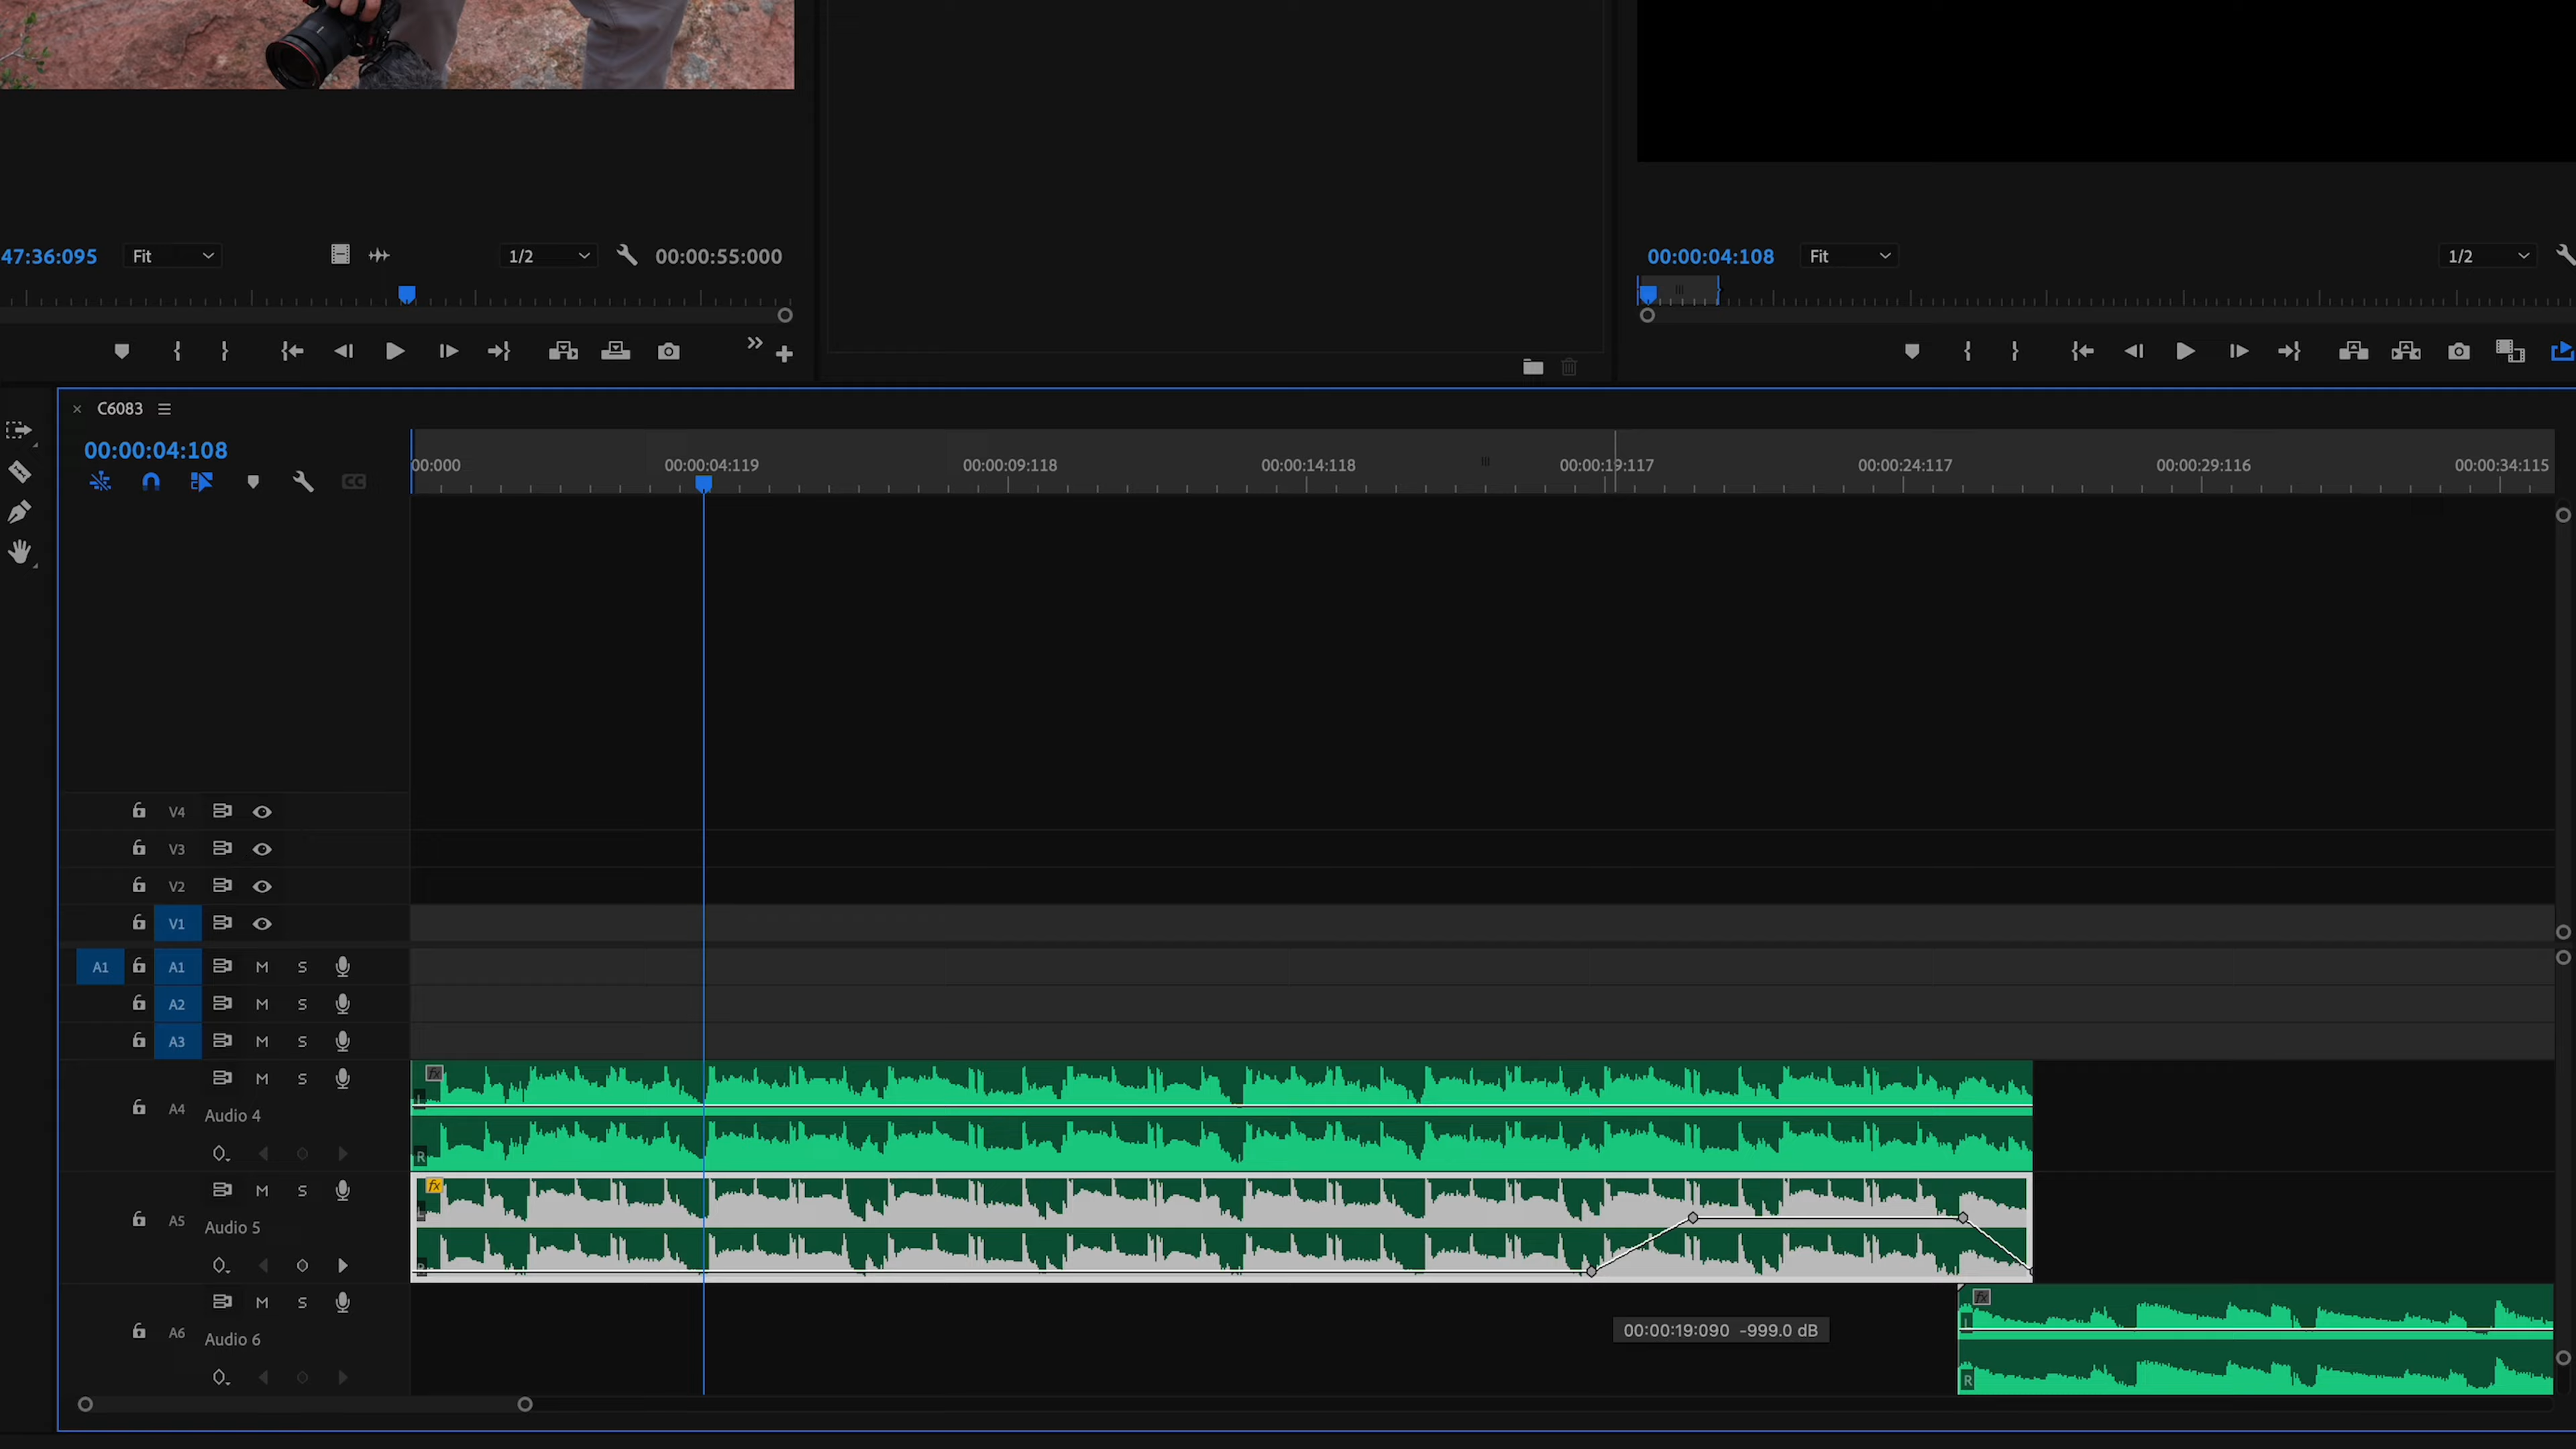 47:36:095 Fit 1/2 00:00:55:000
00:00:04:108 Fit 1/2
C6083
00:00:04:108
CC
00:000 00:00:04:119 00:00:09:118 00:00:14:118 00:00:19:117 00:00:24:117 00:00:29:116 00:00:34:115
V4
V3
V2
V1
A1 A1 M S
A2 M S
A3 M S
M S fx
L
A4
Audio 4
R
M S fx
L
A5
Audio 5
R
M S fx
L
A6
Audio 6
00:00:19:090 -999.0 dB
R